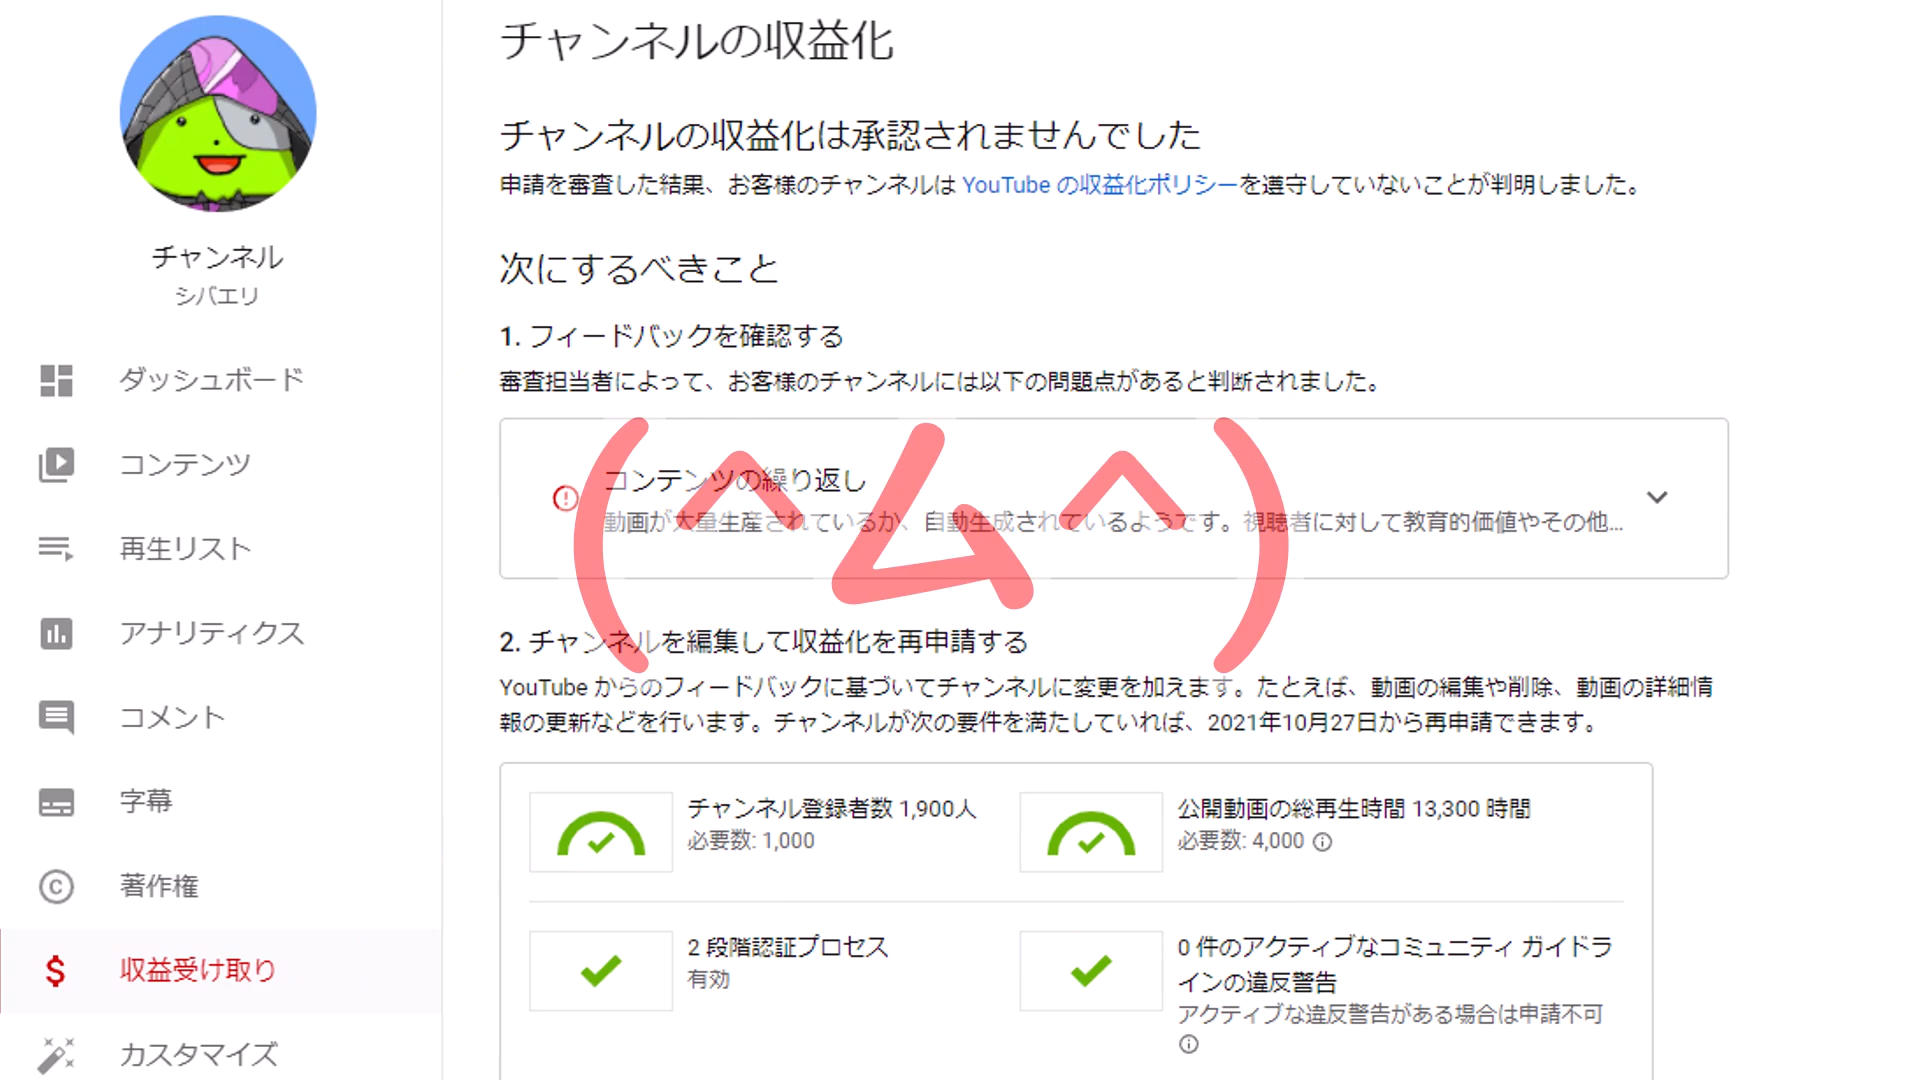 チャンネル
シバエリ
ダッシュボード
コンテンツ
再生リスト
アナリティクス
コメント
字幕
著作権
収益受け取り
カスタマイズ
チャンネルの収益化
チャンネルの収益化は承認されませんでした
申請を審査した結果、お客様のチャンネルは YouTube の収益化ポリシーを遵守していないことが判明しました。
次にするべきこと
1. フィードバックを確認する
審査担当者によって、お客様のチャンネルには以下の問題点があると判断されました。
コンテンツの繰り返し
動画が大量生産されているか、自動生成されているようです。視聴者に対して教育的価値やその他...
(^ム^)
2. チャンネルを編集して収益化を再申請する
YouTube からのフィードバックに基づいてチャンネルに変更を加えます。たとえば、動画の編集や削除、動画の詳細情
報の更新などを行います。チャンネルが次の要件を満たしていれば、2021年10月27日から再申請できます。
チャンネル登録者数 1,900人
必要数: 1,000
公開動画の総再生時間 13,300 時間
必要数: 4,000
2 段階認証プロセス
有効
0 件のアクティブなコミュニティ ガイドラ
インの違反警告
アクティブな違反警告がある場合は申請不可